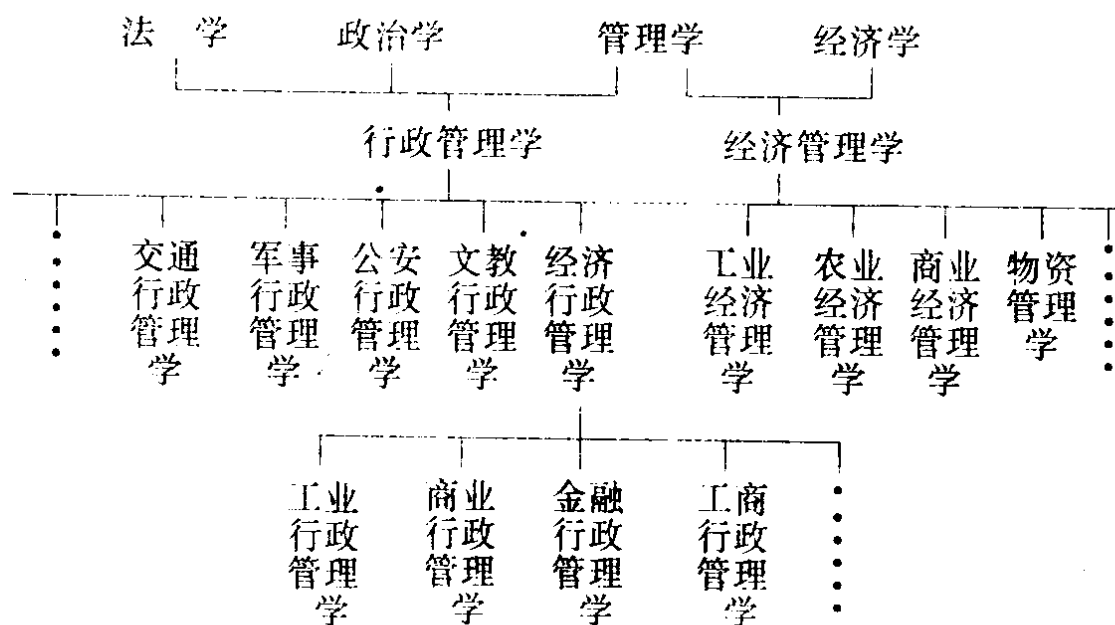 法 学 政治学 管理学 经济学
行政管理学 经济管理学
交通行政管理学
军事行政管理学
公安行政管理学
文教行政管理学
经济行政管理学
工业经济管理学
农业经济管理学
商业经济管理学
物资管理学
工业行政管理学
商业行政管理学
金融行政管理学
工商行政管理学